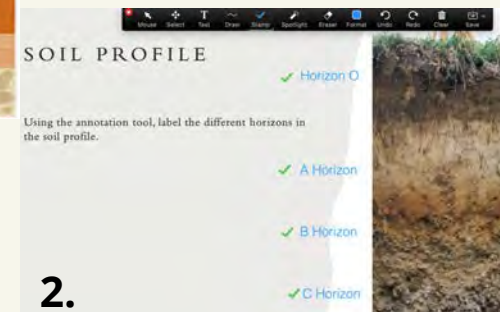 Mouse Select Text Draw Stamp Spotlight Eraser Format Undo Redo Clear Save
SOIL PROFILE
Horizon O
Using the annotation tool, label the different horizons in
the soil profile.
A Horizon
B Horizon
C Horizon
2.